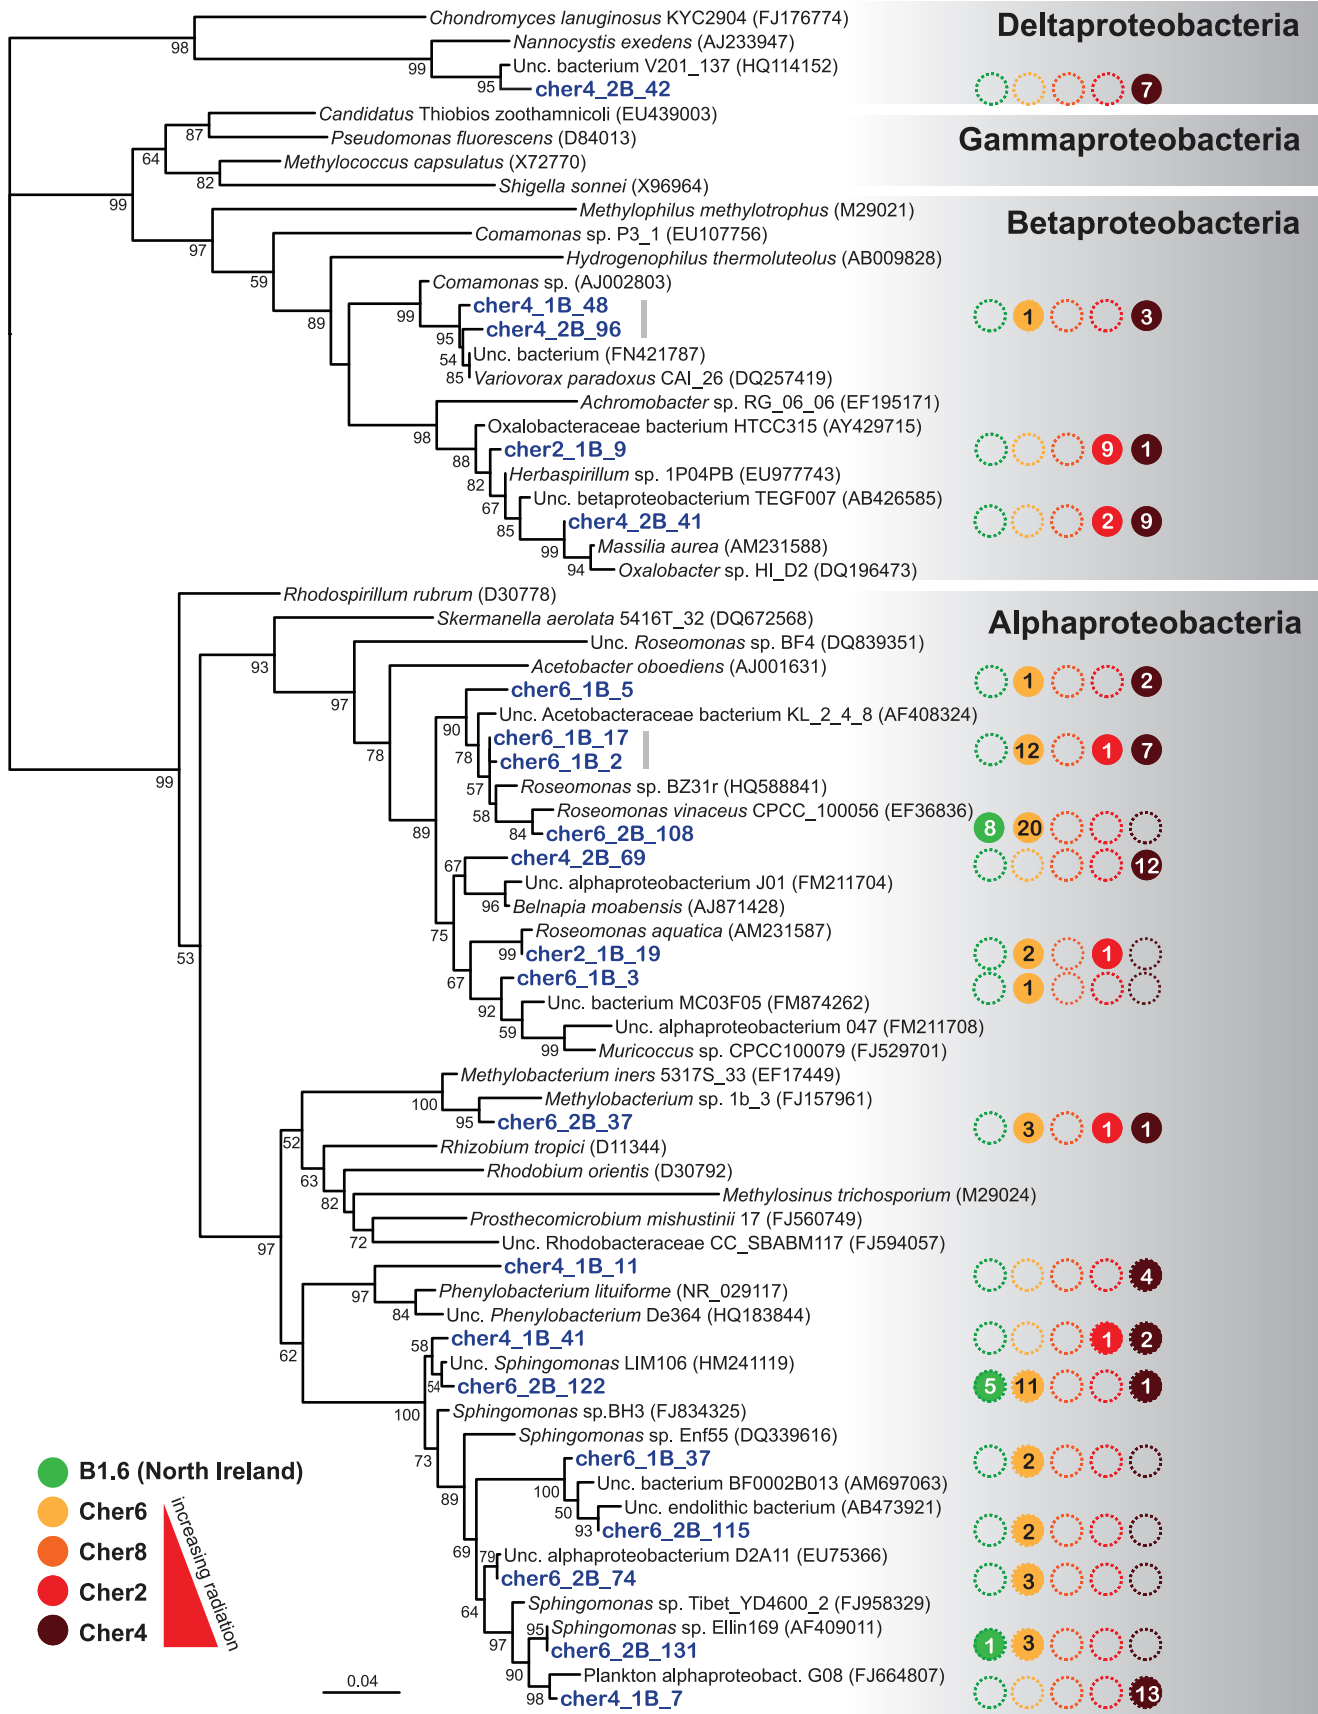 Chondromyces lanuginosus KYC2904 (FJ176774)
Deltaproteobacteria
98
Nannocystis exedens (AJ233947)
99
Unc. bacterium V201_137 (HQ114152)
95
cher4_2B_42
7
Candidatus Thiobios zoothamnicoli (EU439003)
87
Gammaproteobacteria
Pseudomonas fluorescens (D84013)
64
Methylococcus capsulatus (X72770)
82
Shigella sonnei (X96964)
99
Methylophilus methylotrophus (M29021)
Betaproteobacteria
97
Comamonas sp. P3_1 (EU107756)
59
Hydrogenophilus thermoluteolus (AB009828)
Comamonas sp. (AJ002803)
99
cher4_1B_48
1 3
89
cher4_2B_96
95
54
Unc. bacterium (FN421787)
85
Variovorax paradoxus CAI_26 (DQ257419)
Achromobacter sp. RG_06_06 (EF195171)
98
Oxalobacteraceae bacterium HTCC315 (AY429715)
cher2_1B_9
9 1
88
Herbaspirillum sp. 1P04PB (EU977743)
82
67
Unc. betaproteobacterium TEGF007 (AB426585)
85
cher4_2B_41
2 9
99
Massilia aurea (AM231588)
94
Oxalobacter sp. HI_D2 (DQ196473)
Rhodospirillum rubrum (D30778)
Skermanella aerolata 5416T_32 (DQ672568)
Alphaproteobacteria
93
Unc. Roseomonas sp. BF4 (DQ839351)
97
Acetobacter oboediens (AJ001631)
78
cher6_1B_5
1 2
90
Unc. Acetobacteraceae bacterium KL_2_4_8 (AF408324)
78
cher6_1B_17
12 1 7
cher6_1B_2
57
Roseomonas sp. BZ31r (HQ588841)
58
99
Roseomonas vinaceus CPCC_100056 (EF36836)
84
cher6_2B_108
8 20
89
cher4_2B_69
12
67
Unc. alphaproteobacterium J01 (FM211704)
96
Belnapia moabensis (AJ871428)
75
Roseomonas aquatica (AM231587)
99
cher2_1B_19
2 1
67
cher6_1B_3
1
92
Unc. bacterium MC03F05 (FM874262)
53
59
Unc. alphaproteobacterium 047 (FM211708)
99
Muricoccus sp. CPCC100079 (FJ529701)
Methylobacterium iners 5317S_33 (EF17449)
100
Methylobacterium sp. 1b_3 (FJ157961)
95
cher6_2B_37
3 1 1
52
Rhizobium tropici (D11344)
63
Rhodobium orientis (D30792)
82
Methylosinus trichosporium (M29024)
Prosthecomicrobium mishustinii 17 (FJ560749)
72
Unc. Rhodobacteraceae CC_SBABM117 (FJ594057)
97
cher4_1B_11
4
97
Phenylobacterium lituiforme (NR_029117)
84
Unc. Phenylobacterium De364 (HQ183844)
62
58
cher4_1B_41
1 2
Unc. Sphingomonas LIM106 (HM241119)
54
cher6_2B_122
5 11 1
100
Sphingomonas sp.BH3 (FJ834325)
73
Sphingomonas sp. Enf55 (DQ339616)
cher6_1B_37
2
89
100
Unc. bacterium BF0002B013 (AM697063)
50
Unc. endolithic bacterium (AB473921)
93
cher6_2B_115
2
69
79
Unc. alphaproteobacterium D2A11 (EU75366)
cher6_2B_74
3
64
Sphingomonas sp. Tibet_YD4600_2 (FJ958329)
97
95
Sphingomonas sp. Ellin169 (AF409011)
cher6_2B_131
1 3
90
Plankton alphaproteobact. G08 (FJ664807)
98
cher4_1B_7
13
B1.6 (North Ireland)
Cher6
Cher8
Cher2
Cher4
increasing radiation
0.04